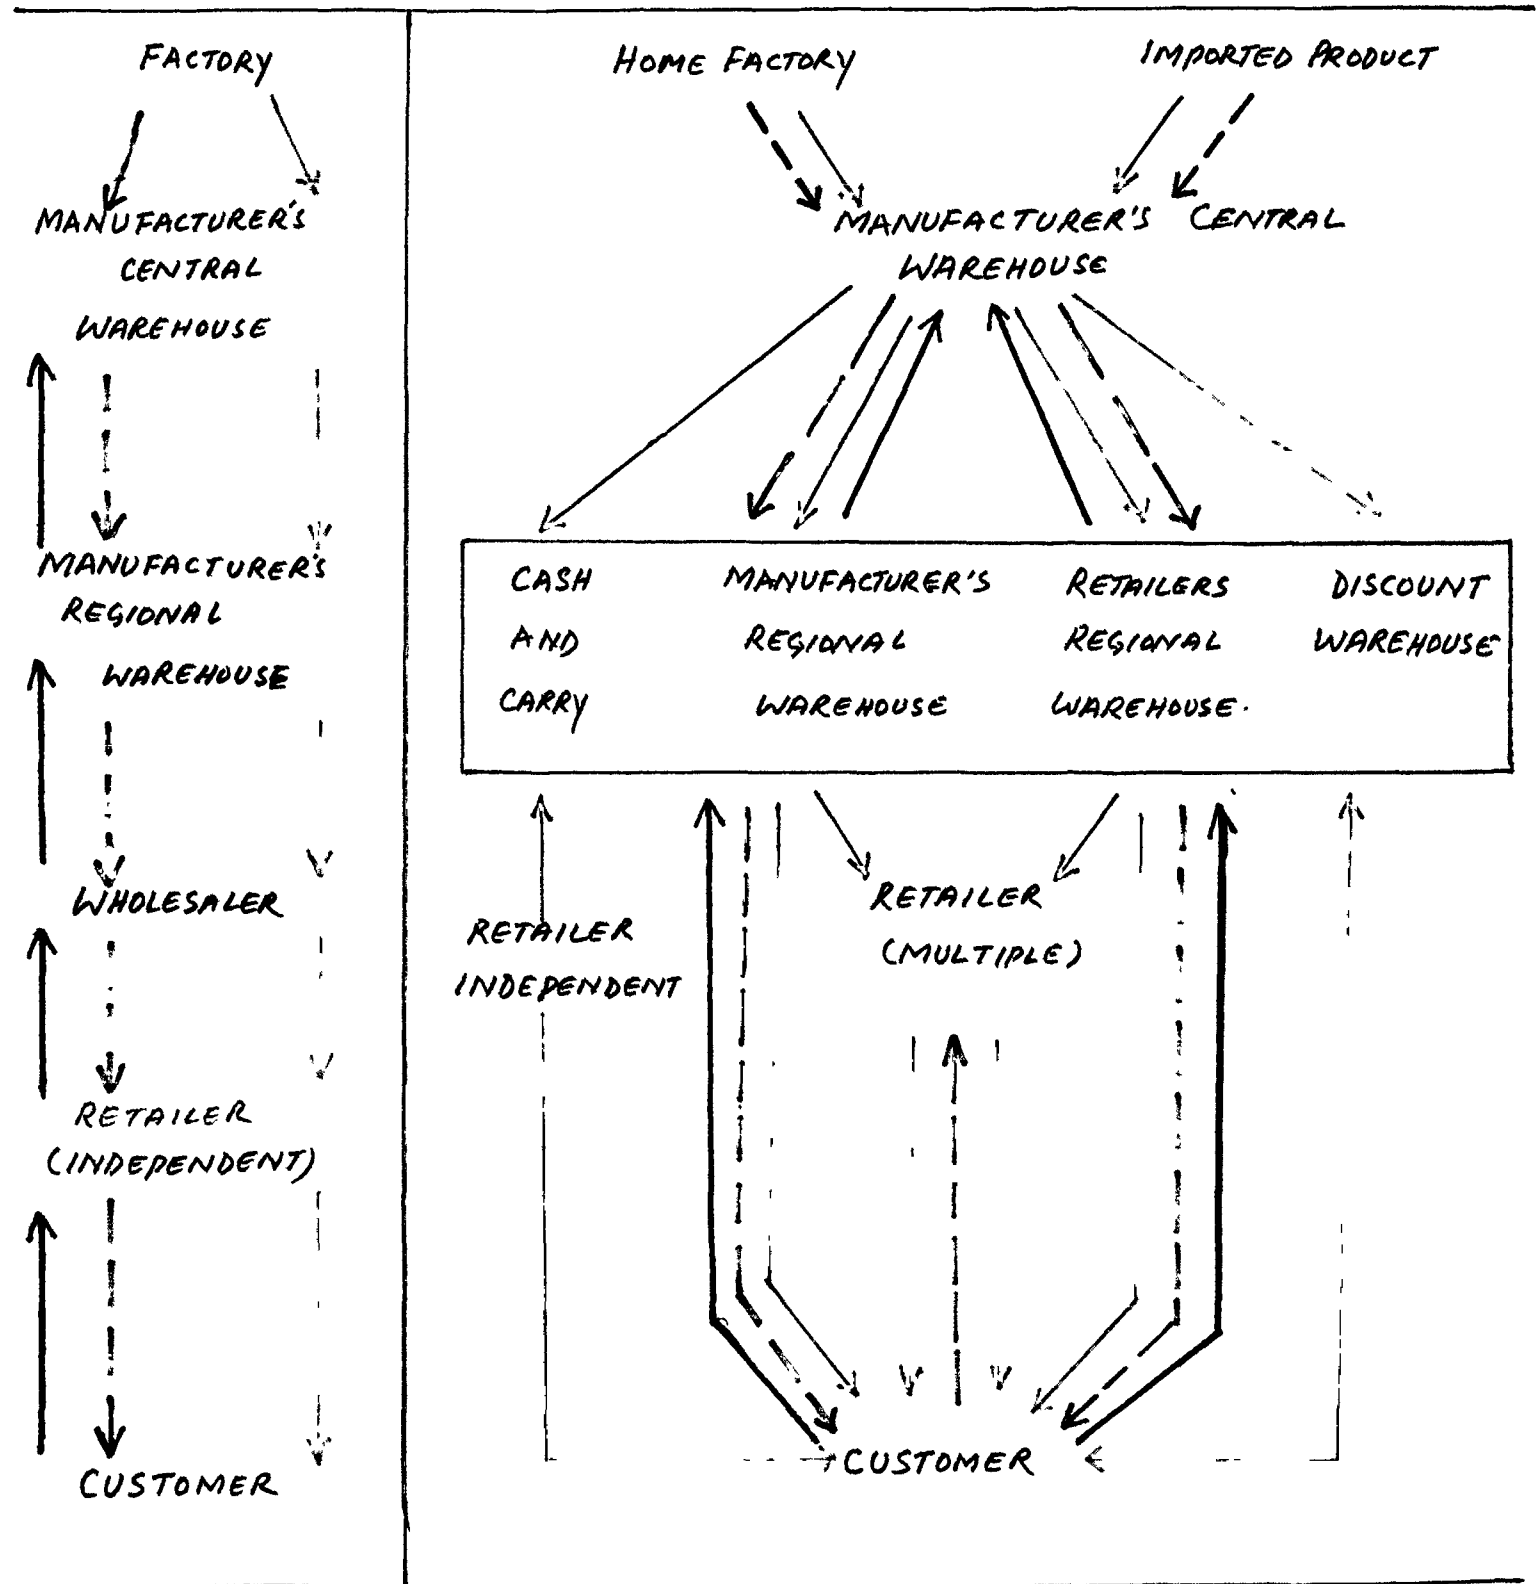 FACTORY
MANUFACTURER'S
CENTRAL
WAREHOUSE
MANUFACTURER'S
REGIONAL
WAREHOUSE
WHOLESALER
RETAILER
(INDEPENDENT)
CUSTOMER
HOME FACTORY
IMPORTED PRODUCT
MANUFACTURER'S CENTRAL
WAREHOUSE
CASH
AND
CARRY
MANUFACTURER'S
REGIONAL
WAREHOUSE
RETAILERS
REGIONAL
WAREHOUSE.
DISCOUNT
WAREHOUSE
RETAILER
INDEPENDENT
RETAILER
(MULTIPLE)
CUSTOMER